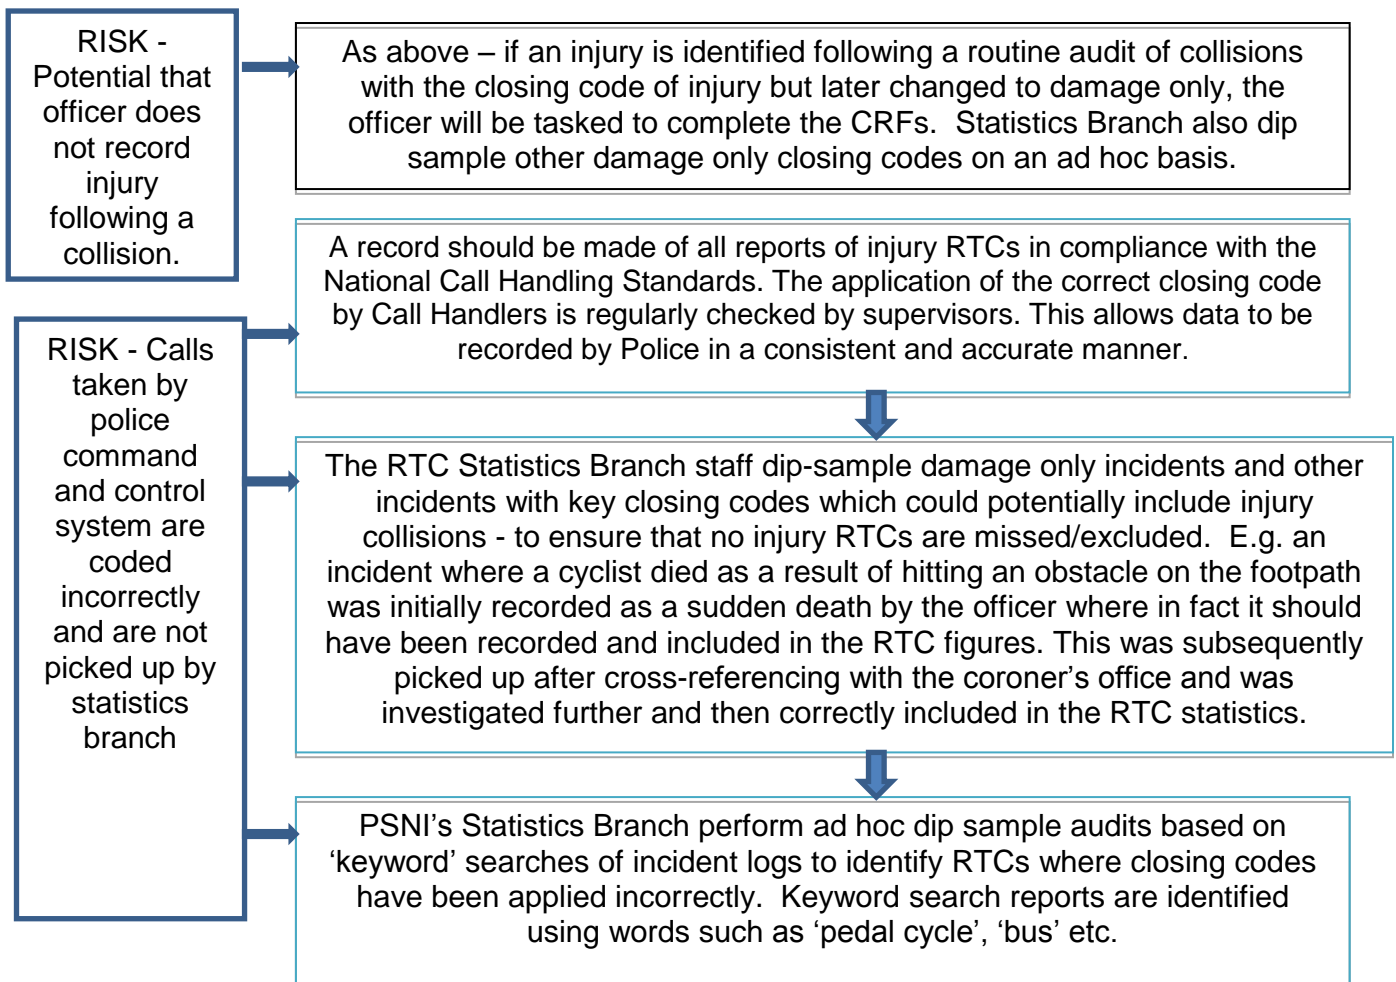 RISK -
Potential that
officer does
not record
injury
following a
collision.
As above – if an injury is identified following a routine audit of collisions
with the closing code of injury but later changed to damage only, the
officer will be tasked to complete the CRFs.  Statistics Branch also dip
sample other damage only closing codes on an ad hoc basis.
RISK - Calls
taken by
police
command
and control
system are
coded
incorrectly
and are not
picked up by
statistics
branch
A record should be made of all reports of injury RTCs in compliance with the
National Call Handling Standards. The application of the correct closing code
by Call Handlers is regularly checked by supervisors. This allows data to be
recorded by Police in a consistent and accurate manner.
The RTC Statistics Branch staff dip-sample damage only incidents and other
incidents with key closing codes which could potentially include injury
collisions - to ensure that no injury RTCs are missed/excluded.  E.g. an
incident where a cyclist died as a result of hitting an obstacle on the footpath
was initially recorded as a sudden death by the officer where in fact it should
have been recorded and included in the RTC figures. This was subsequently
picked up after cross-referencing with the coroner’s office and was
investigated further and then correctly included in the RTC statistics.
PSNI’s Statistics Branch perform ad hoc dip sample audits based on
‘keyword’ searches of incident logs to identify RTCs where closing codes
have been applied incorrectly.  Keyword search reports are identified
using words such as ‘pedal cycle’, ‘bus’ etc.